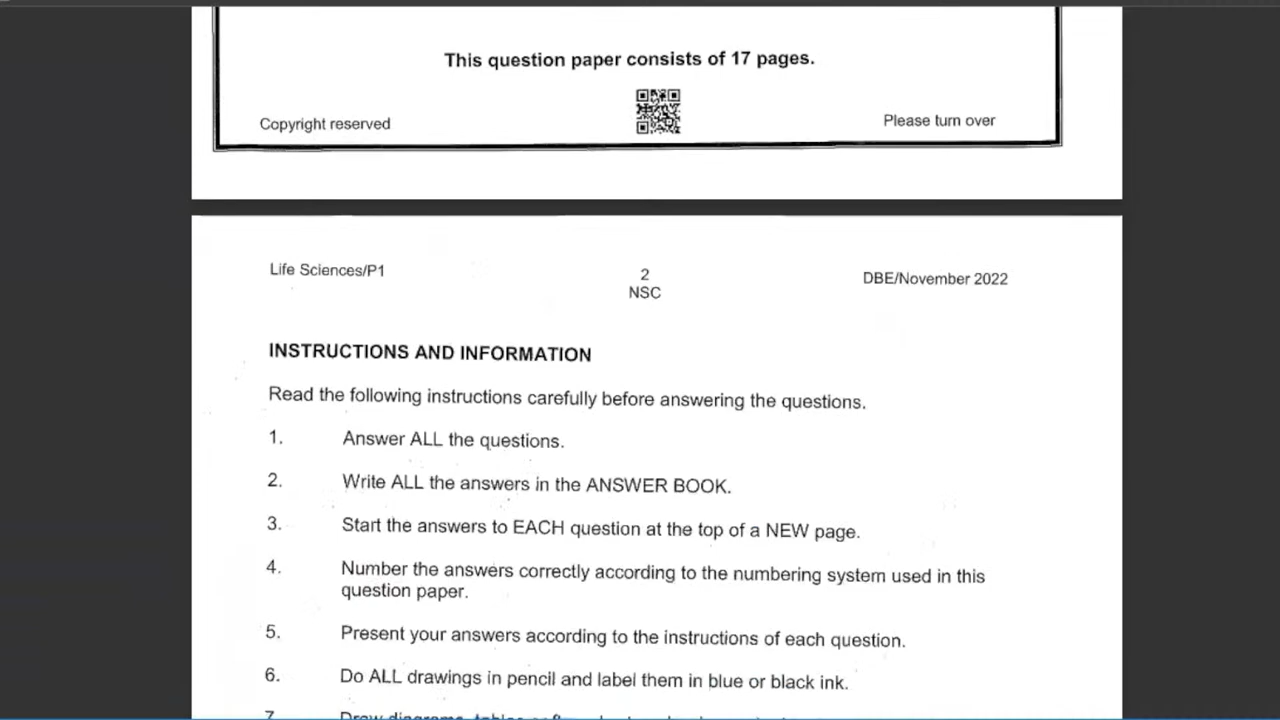 This question paper consists of 17 pages.
Copyright reserved
Please turn over
Life Sciences/P1
2
NSC
DBE/November 2022
INSTRUCTIONS AND INFORMATION
Read the following instructions carefully before answering the questions.
1. Answer ALL the questions.
2. Write ALL the answers in the ANSWER BOOK.
3. Start the answers to EACH question at the top of a NEW page.
4. Number the answers correctly according to the numbering system used in this
question paper.
5. Present your answers according to the instructions of each question.
6. Do ALL drawings in pencil and label them in blue or black ink.
7. Draw diagrams, tables